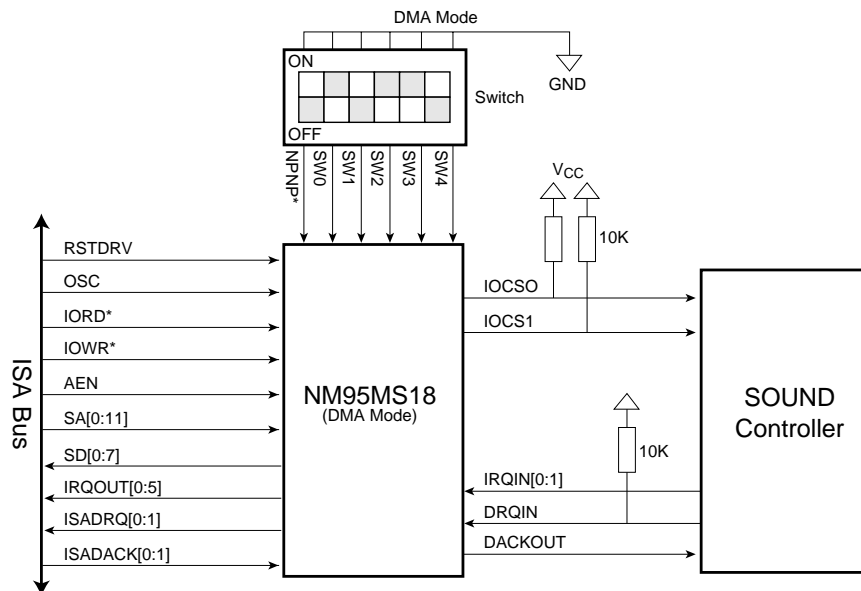 DMA Mode
ON
OFF
Switch
GND
NPNP*
SW0
SW1
SW2
SW3
SW4
VCC
10K
ISA Bus
RSTDRV
OSC
IORD*
IOWR*
AEN
SA[0:11]
SD[0:7]
IRQOUT[0:5]
ISADRQ[0:1]
ISADACK[0:1]
NM95MS18
(DMA Mode)
IOCSO
IOCS1
10K
IRQIN[0:1]
DRQIN
DACKOUT
SOUND
Controller